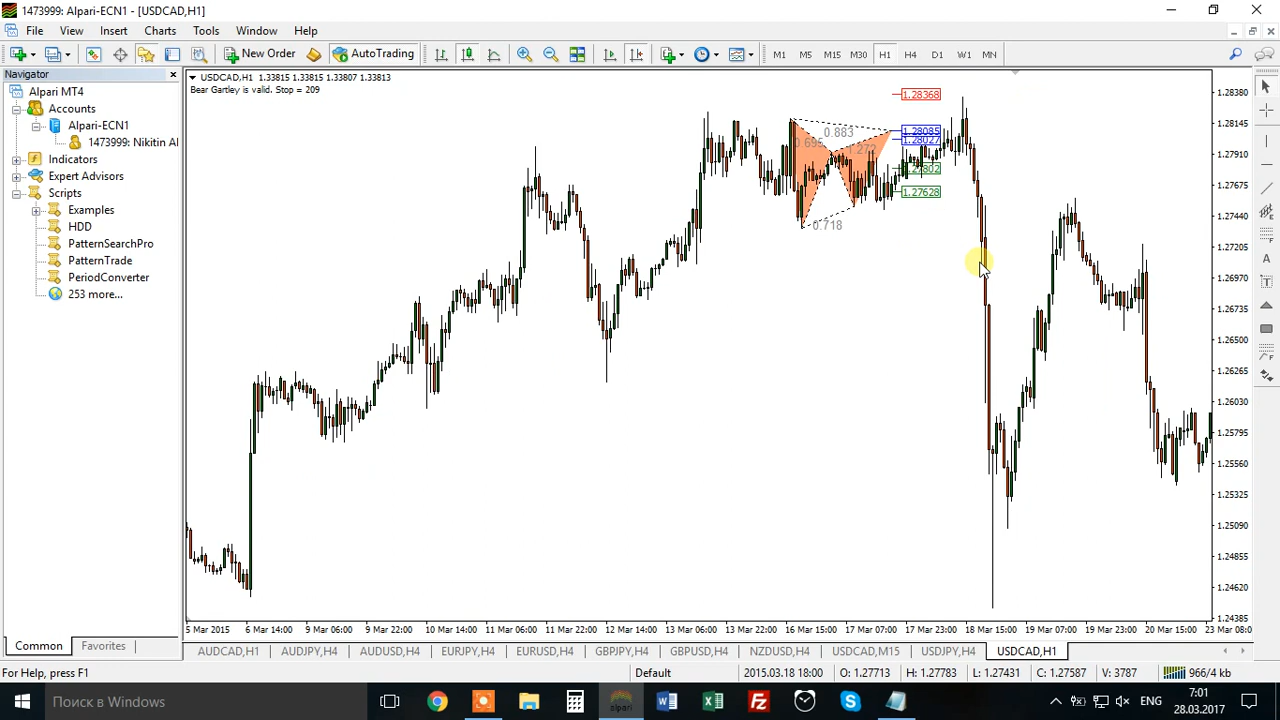 1473999: Alpari-ECN1 - [USDCAD,H1]
File View Insert Charts Tools Window Help
New Order AutoTrading M1 M5 M15 M30 H1 H4 D1 W1 MN
Navigator
Alpari MT4
Accounts
Alpari-ECN1
1473999: Nikitin Al
Indicators
Expert Advisors
Scripts
Examples
HDD
PatternSearchPro
PatternTrade
PeriodConverter
253 more...
Common Favorites
USDCAD,H1 1.33815 1.33815 1.33807 1.33813
Bear Gartley is valid. Stop = 209
1.28368
0.883
1.28085
1.28027
0.695
1.272
1.27802
1.27628
0.718
1.28380
1.28145
1.27910
1.27675
1.27440
1.27205
1.26970
1.26735
1.26500
1.26265
1.26030
1.25795
1.25560
1.25325
1.25090
1.24855
1.24620
1.24385
5 Mar 2015 6 Mar 14:00 9 Mar 06:00 9 Mar 22:00 10 Mar 14:00 11 Mar 06:00 11 Mar 22:00 12 Mar 14:00 13 Mar 06:00 13 Mar 22:00 16 Mar 15:00 17 Mar 07:00 17 Mar 23:00 18 Mar 15:00 19 Mar 07:00 19 Mar 23:00 20 Mar 15:00 23 Mar 08:00
AUDCAD,H1 AUDJPY,H4 AUDUSD,H4 EURJPY,H4 EURUSD,H4 GBPJPY,H4 GBPUSD,H4 NZDUSD,H4 USDCAD,M15 USDJPY,H4 USDCAD,H1
For Help, press F1 Default 2015.03.18 18:00 O: 1.27713 H: 1.27783 L: 1.27431 C: 1.27587 V: 3787 966/4 kb
Поиск в Windows alpari ENG 7:01
28.03.2017